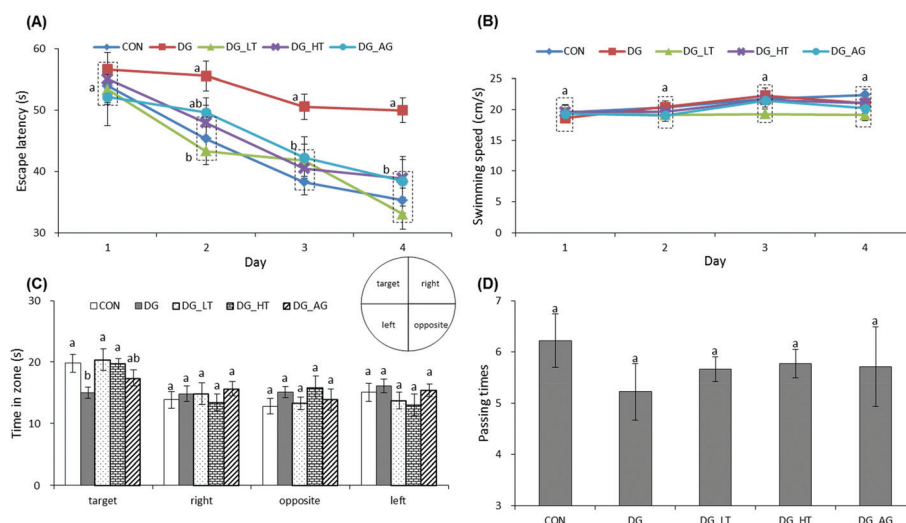 (A)
CON DG DG_LT DG_HT DG_AG
60
50
40
30
Escape latency (s)
a
a
a
a
a
ab
b
b
b
1 2 3 4
Day
(B)
CON DG DG_LT DG_HT DG_AG
30
25
20
15
10
5
0
Swimming speed (cm/s)
a a a a
1 2 3 4
Day
(C)
CON DG DG_LT DG_HT DG_AG
target right
left opposite
30
20
10
0
Time in zone (s)
a b a a ab
a a a a a
a a a a a
a a a a a
target right opposite left
(D)
7
6
5
4
3
Passing times
a a a a a
CON DG DG_LT DG_HT DG_AG